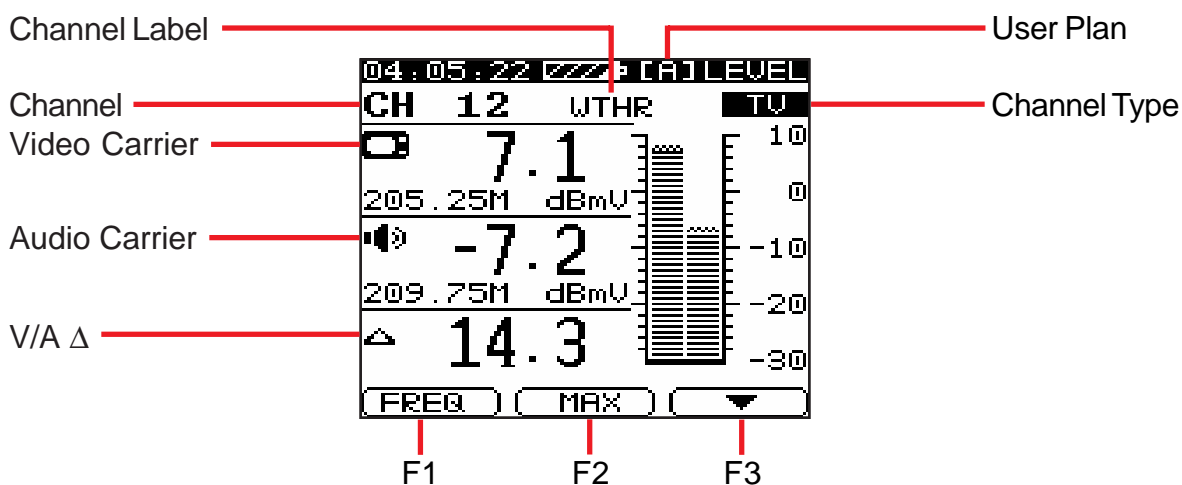 Channel Label
User Plan
04.05.22 [A] LEVEL
Channel
CH 12 WTHR TV
Channel Type
Video Carrier
7.1
10
205.25M dBmV
0
Audio Carrier
-7.2
-10
209.75M dBmV
-20
V/A Δ
14.3
-30
FREQ MAX
F1 F2 F3